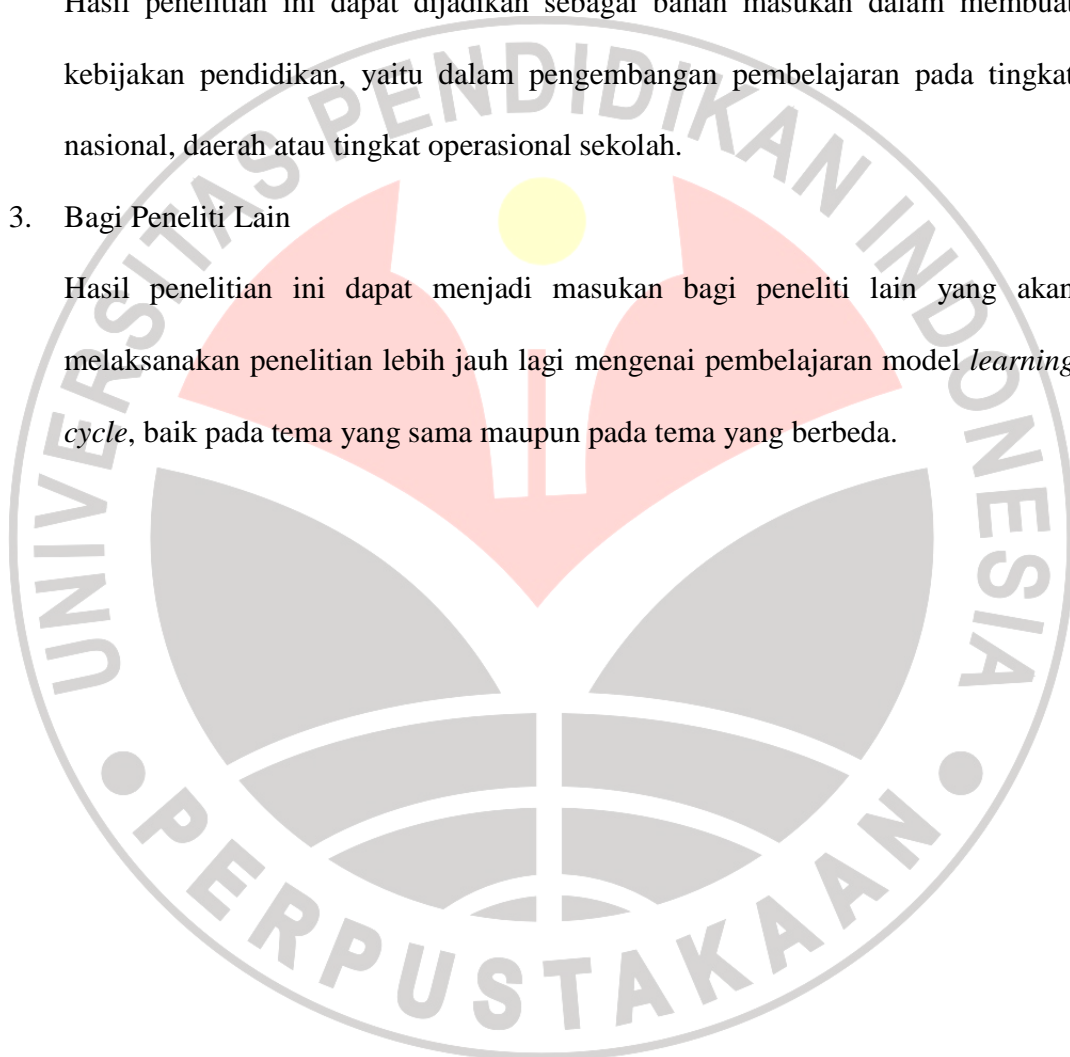 Hasil penelitian ini dapat dijadikan sebagai bahan masukan dalam membuat
kebijakan pendidikan, yaitu dalam pengembangan pembelajaran pada tingkat
nasional, daerah atau tingkat operasional sekolah.
3. Bagi Peneliti Lain
Hasil penelitian ini dapat menjadi masukan bagi peneliti lain yang akan
melaksanakan penelitian lebih jauh lagi mengenai pembelajaran model learning
cycle, baik pada tema yang sama maupun pada tema yang berbeda.
UNIVERSITAS PENDIDIKAN INDONESIA
PERPUSTAKAAN